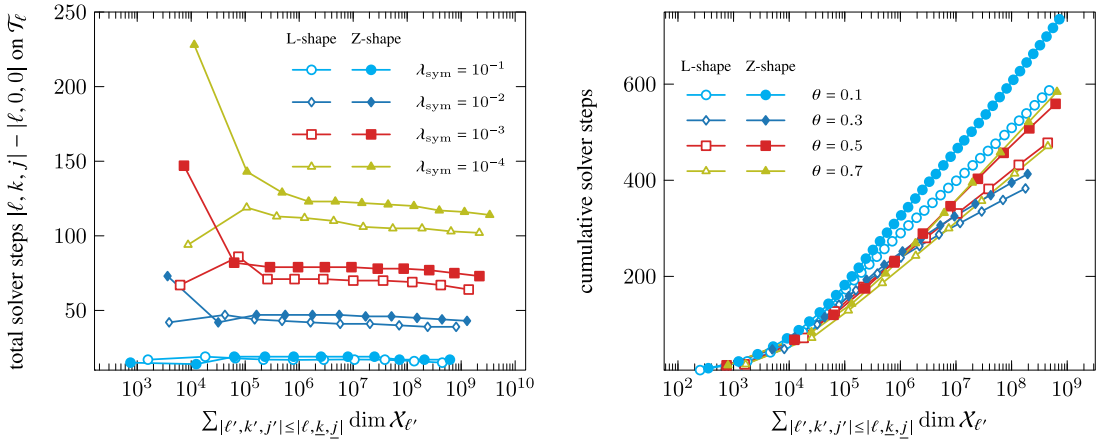 total solver steps |ℓ, k, j| − |ℓ, 0, 0| on 𝒯_ℓ
250
200
150
100
50
L-shape Z-shape
λ_sym = 10^−1
λ_sym = 10^−2
λ_sym = 10^−3
λ_sym = 10^−4
10^3 10^4 10^5 10^6 10^7 10^8 10^9 10^10
∑_|ℓ′,k′,j′|≤|ℓ,k̲,j̲| dim 𝒳_ℓ′
cumulative solver steps
600
400
200
L-shape Z-shape
θ = 0.1
θ = 0.3
θ = 0.5
θ = 0.7
10^2 10^3 10^4 10^5 10^6 10^7 10^8 10^9
∑_|ℓ′,k′,j′|≤|ℓ,k̲,j̲| dim 𝒳_ℓ′